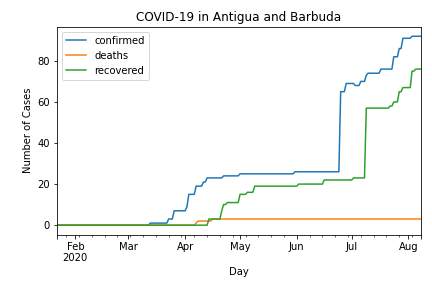 COVID-19 in Antigua and Barbuda
confirmed
deaths
recovered
Number of Cases
80
60
40
20
0
Feb
2020
Mar
Apr
May
Jun
Jul
Aug
Day